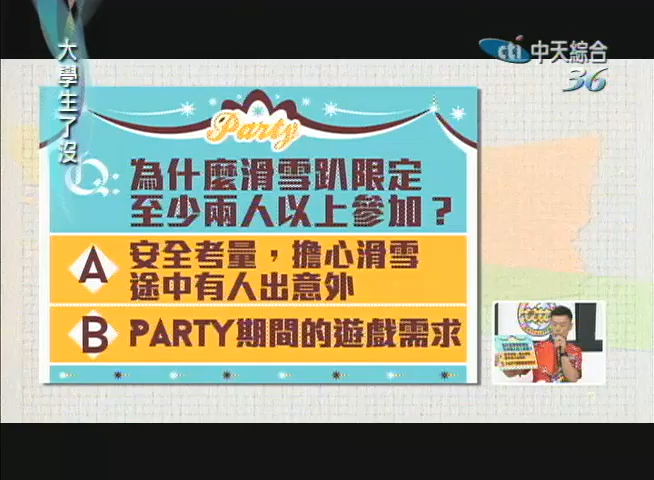 大學生了沒
cti 中天綜合
36
Party
Q: 為什麼滑雪趴限定
至少兩人以上參加？
A 安全考量，擔心滑雪
途中有人出意外
B PARTY期間的遊戲需求